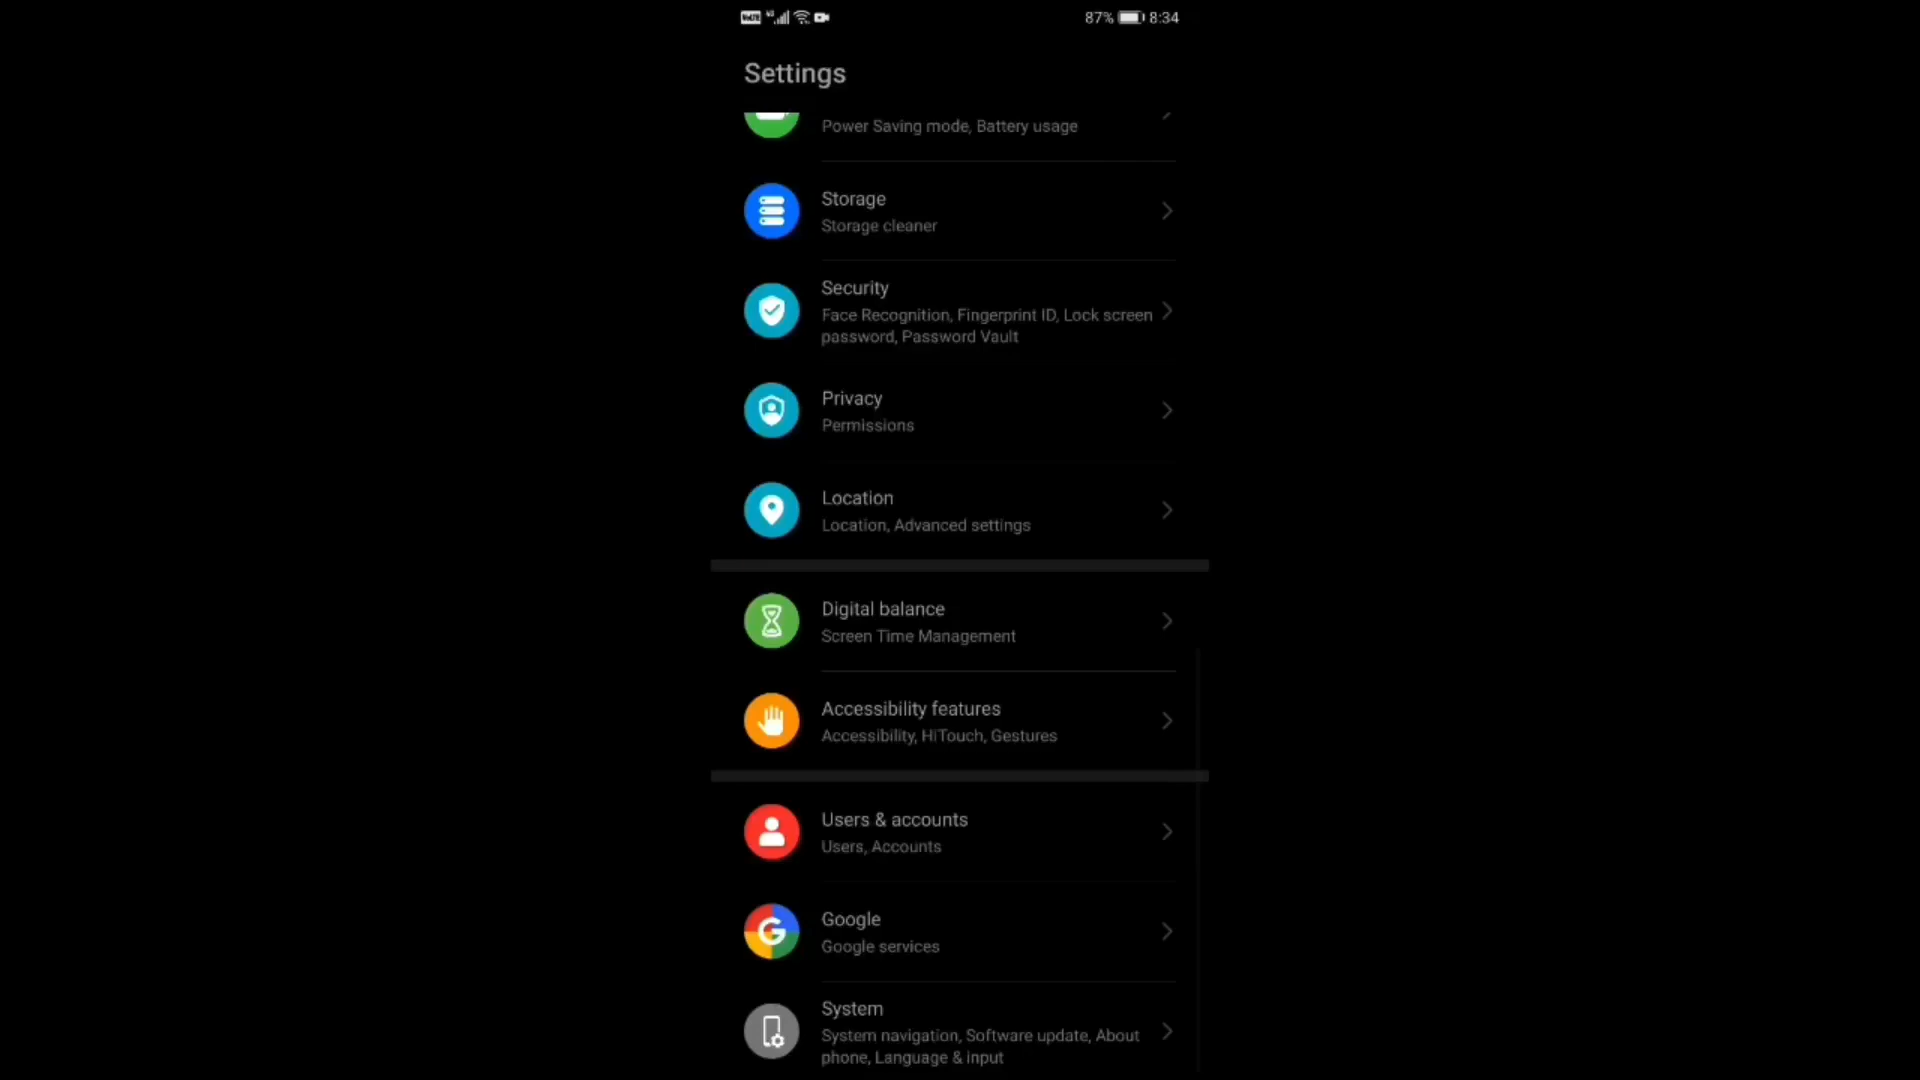 VoLTE 87% 8:34
Settings
Power Saving mode, Battery usage
Storage
Storage cleaner
Security
Face Recognition, Fingerprint ID, Lock screen
password, Password Vault
Privacy
Permissions
Location
Location, Advanced settings
Digital balance
Screen Time Management
Accessibility features
Accessibility, HiTouch, Gestures
Users & accounts
Users, Accounts
Google
Google services
System
System navigation, Software update, About
phone, Language & input